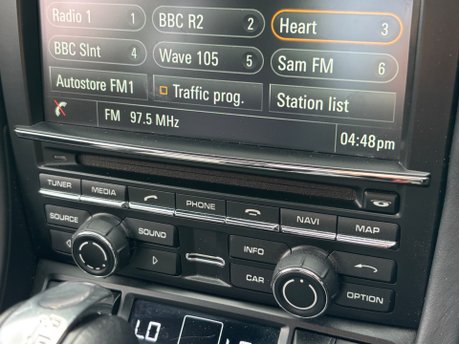 Radio 1 1 BBC R2 2 Heart 3
BBC Slnt 4 Wave 105 5 Sam FM 6
Autostore FM1 Traffic prog. Station list
FM 97.5 MHz
04:48pm
TUNER MEDIA PHONE NAVI MAP
SOURCE SOUND INFO
CAR OPTION